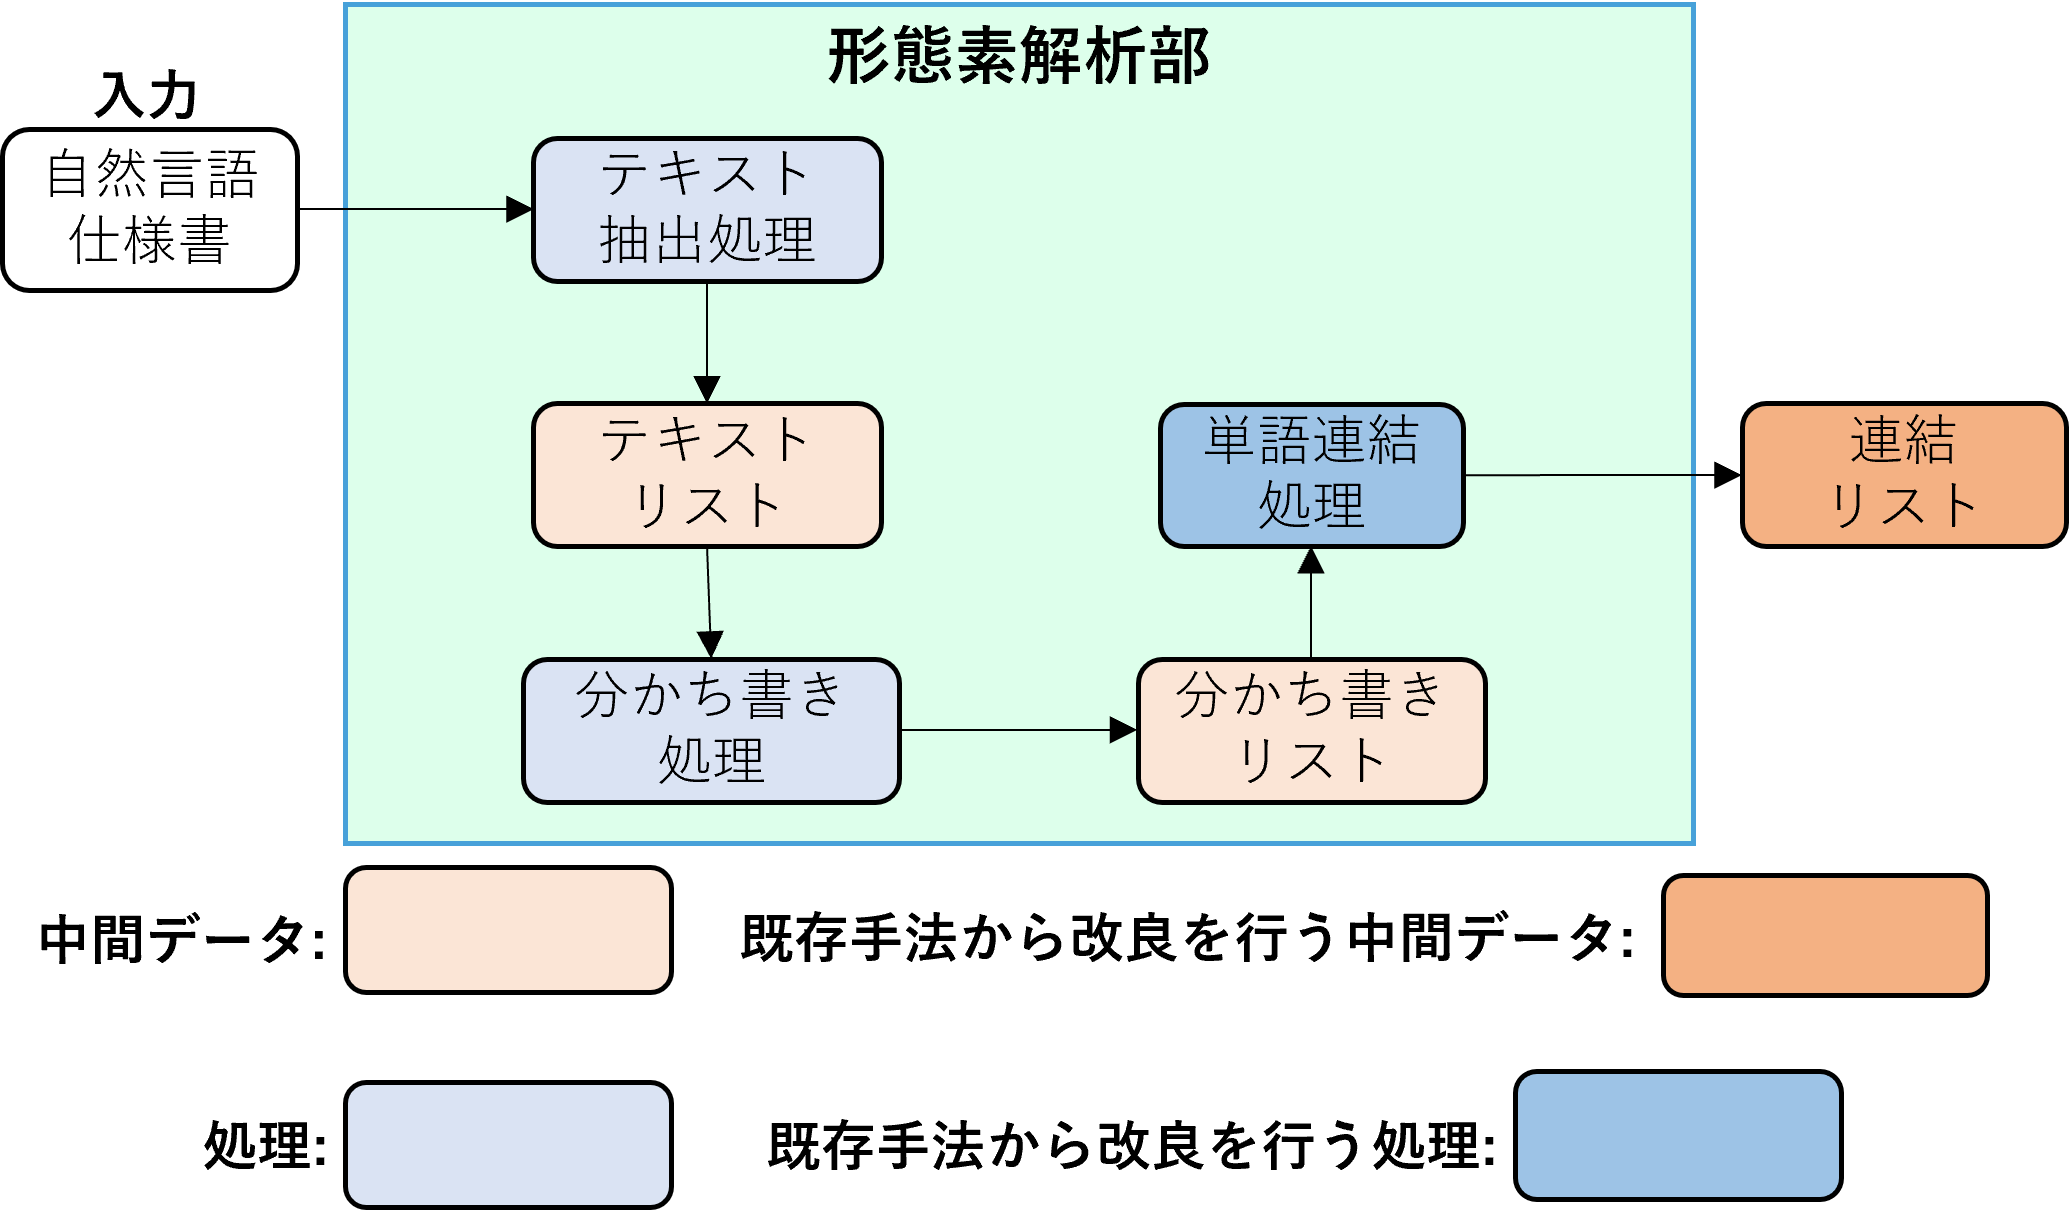 形態素解析部
入力
自然言語
仕様書
テキスト
抽出処理
テキスト
リスト
単語連結
処理
連結
リスト
分かち書き
処理
分かち書き
リスト
中間データ:
既存手法から改良を行う中間データ:
処理:
既存手法から改良を行う処理: